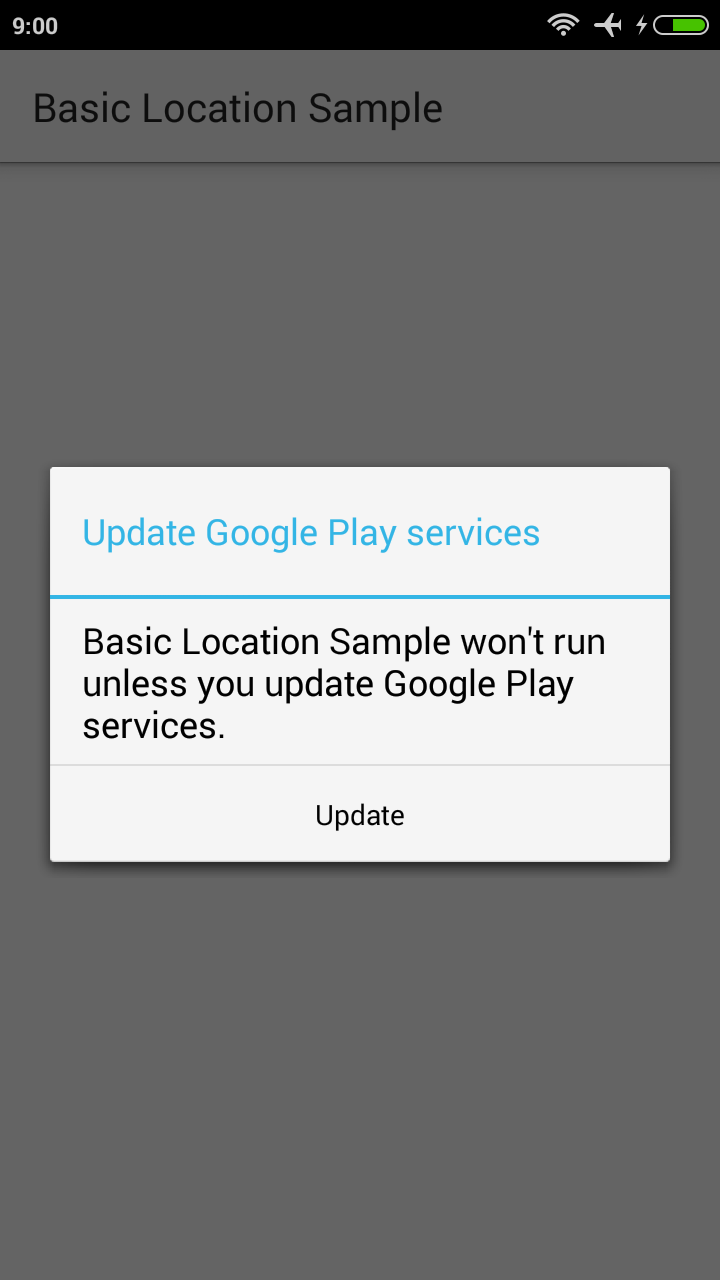 9:00
Basic Location Sample
Update Google Play services
Basic Location Sample won't run
unless you update Google Play
services.
Update